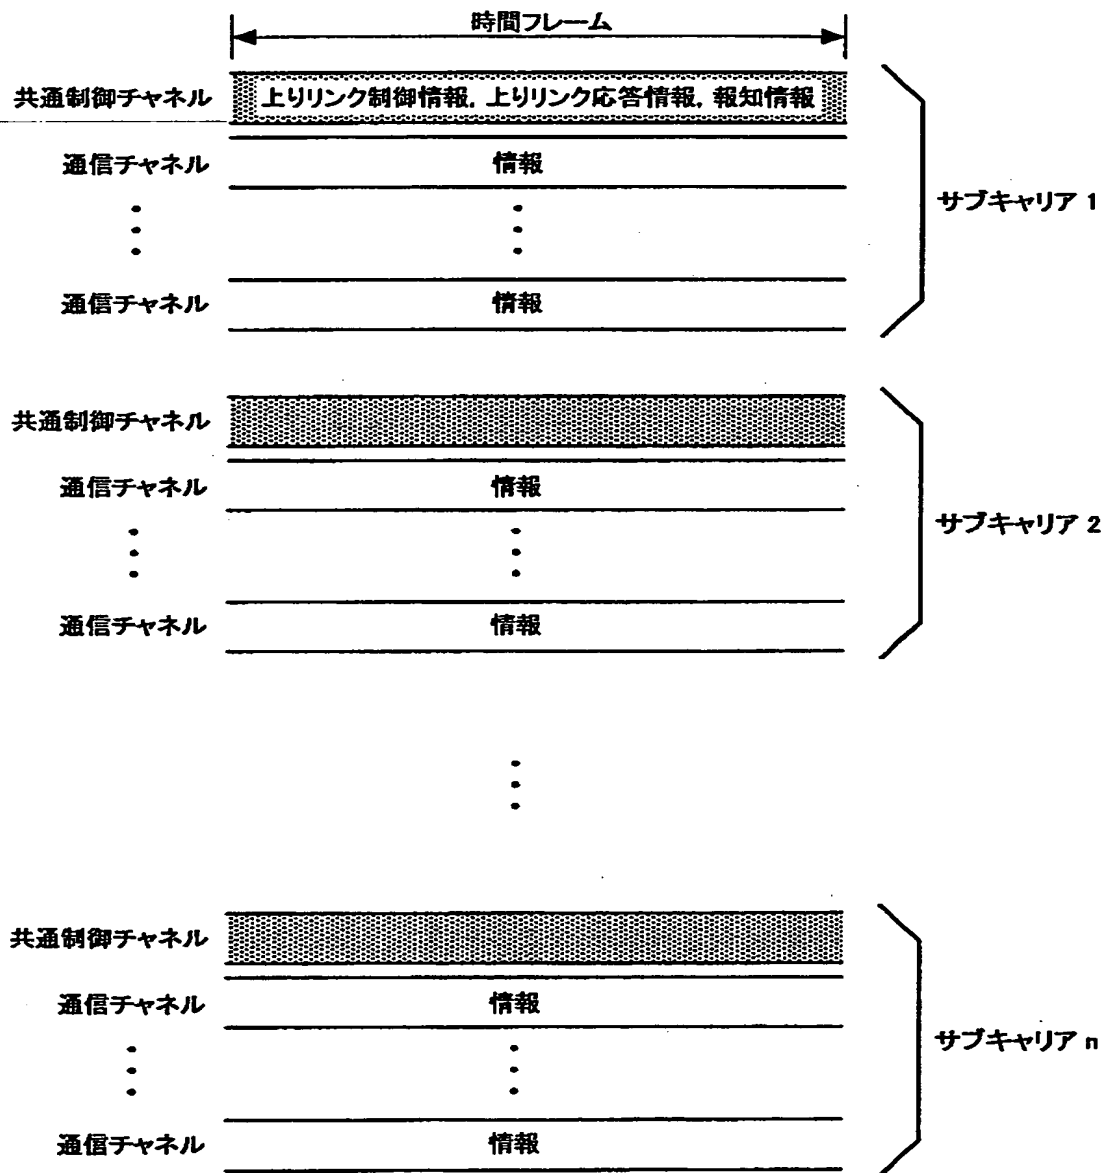 時間フレーム
共通制御チャネル 上りリンク制御情報, 上りリンク応答情報, 報知情報
通信チャネル 情報
サブキャリア 1
通信チャネル 情報
共通制御チャネル
通信チャネル 情報
サブキャリア 2
通信チャネル 情報
共通制御チャネル
通信チャネル 情報
サブキャリア n
通信チャネル 情報